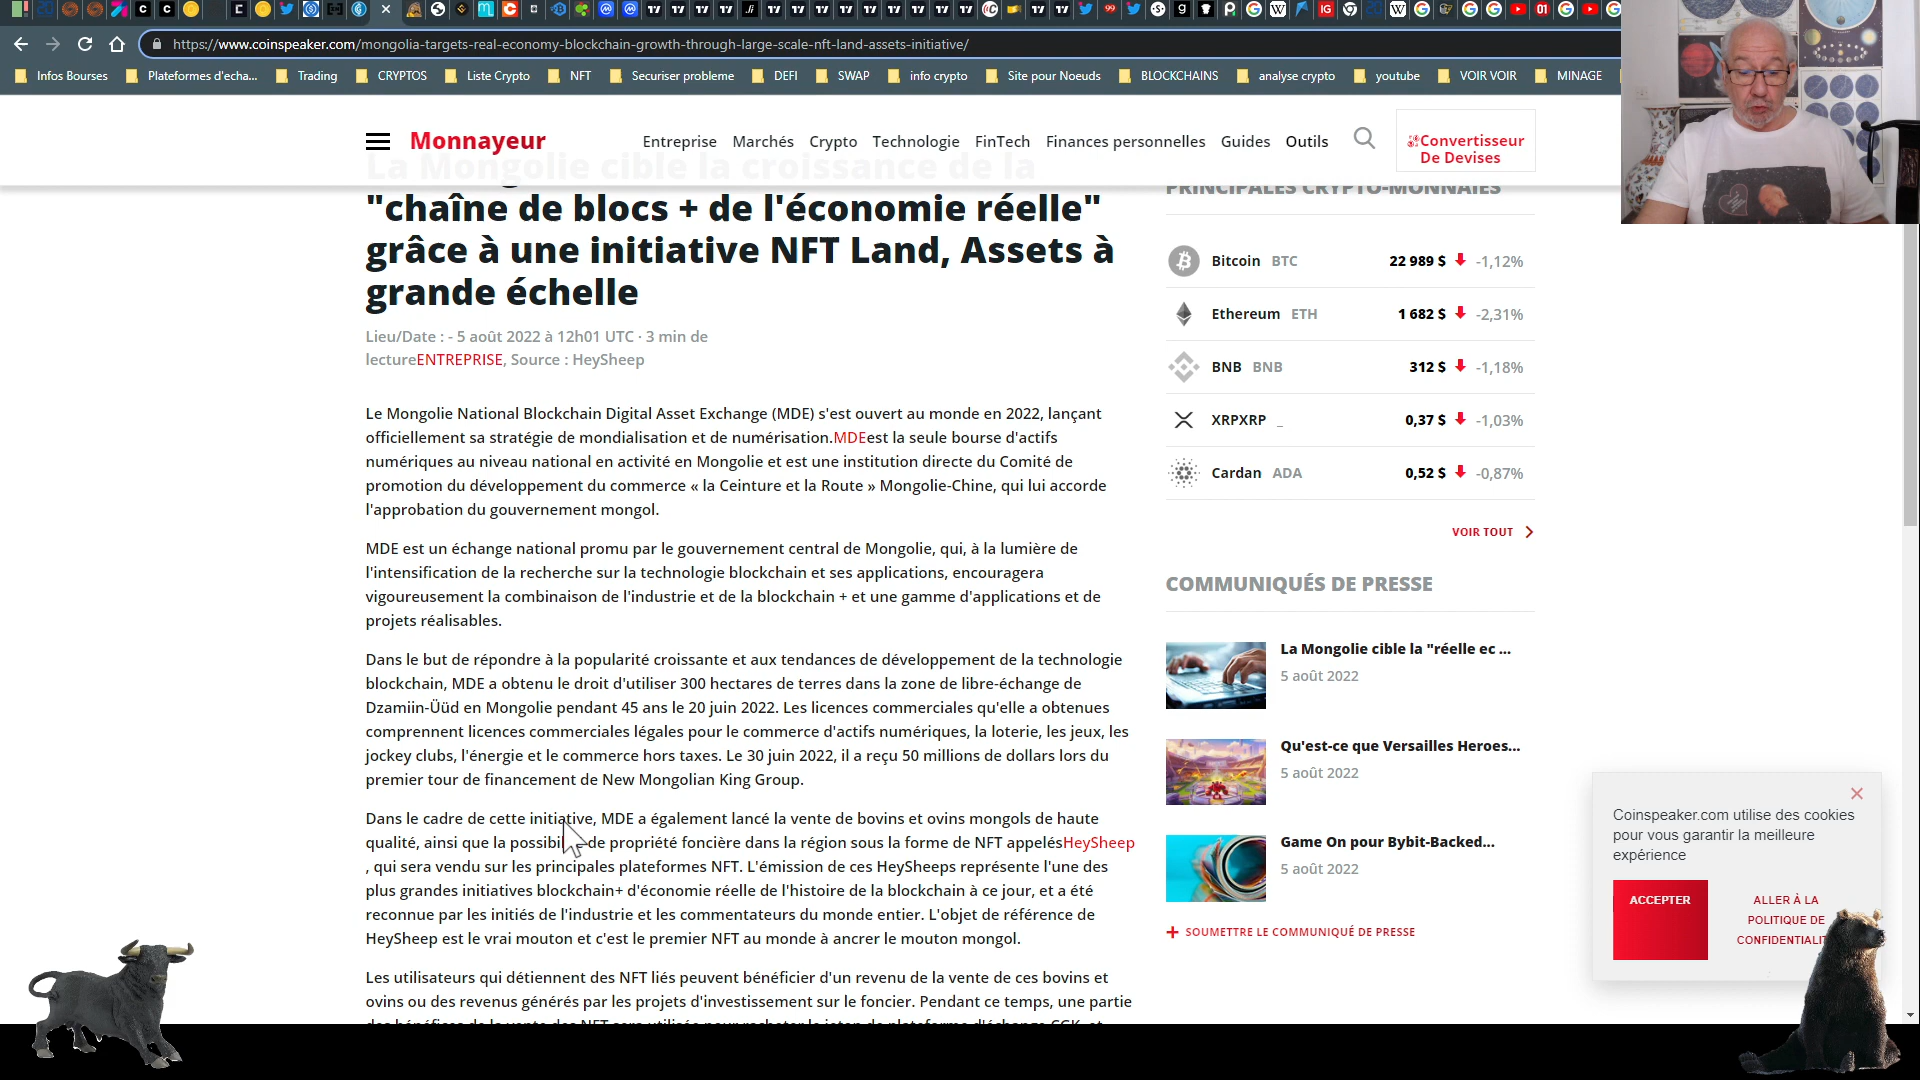 https://www.coinspeaker.com/mongolia-targets-real-economy-blockchain-growth-through-large-scale-nft-land-assets-initiative/
Infos Bourses
Plateformes d'echa...
Trading
CRYPTOS
Liste Crypto
NFT
Securiser probleme
DEFI
SWAP
info crypto
Site pour Noeuds
BLOCKCHAINS
analyse crypto
youtube
VOIR VOIR
MINAGE
Monnayeur
Entreprise
Marchés
Crypto
Technologie
FinTech
Finances personnelles
Guides
Outils
Convertisseur
De Devises
La Mongolie cible la croissance de la
"chaîne de blocs + de l'économie réelle"
grâce à une initiative NFT Land, Assets à
grande échelle
Lieu/Date : - 5 août 2022 à 12h01 UTC · 3 min de
lectureENTREPRISE, Source : HeySheep
Le Mongolie National Blockchain Digital Asset Exchange (MDE) s'est ouvert au monde en 2022, lançant
officiellement sa stratégie de mondialisation et de numérisation.MDEest la seule bourse d'actifs
numériques au niveau national en activité en Mongolie et est une institution directe du Comité de
promotion du développement du commerce « la Ceinture et la Route » Mongolie-Chine, qui lui accorde
l'approbation du gouvernement mongol.
MDE est un échange national promu par le gouvernement central de Mongolie, qui, à la lumière de
l'intensification de la recherche sur la technologie blockchain et ses applications, encouragera
vigoureusement la combinaison de l'industrie et de la blockchain + et une gamme d'applications et de
projets réalisables.
Dans le but de répondre à la popularité croissante et aux tendances de développement de la technologie
blockchain, MDE a obtenu le droit d'utiliser 300 hectares de terres dans la zone de libre-échange de
Dzamiin-Üüd en Mongolie pendant 45 ans le 20 juin 2022. Les licences commerciales qu'elle a obtenues
comprennent licences commerciales légales pour le commerce d'actifs numériques, la loterie, les jeux, les
jockey clubs, l'énergie et le commerce hors taxes. Le 30 juin 2022, il a reçu 50 millions de dollars lors du
premier tour de financement de New Mongolian King Group.
Dans le cadre de cette initiative, MDE a également lancé la vente de bovins et ovins mongols de haute
qualité, ainsi que la possibil de propriété foncière dans la région sous la forme de NFT appelésHeySheep
, qui sera vendu sur les principales plateformes NFT. L'émission de ces HeySheeps représente l'une des
plus grandes initiatives blockchain+ d'économie réelle de l'histoire de la blockchain à ce jour, et a été
reconnue par les initiés de l'industrie et les commentateurs du monde entier. L'objet de référence de
HeySheep est le vrai mouton et c'est le premier NFT au monde à ancrer le mouton mongol.
Les utilisateurs qui détiennent des NFT liés peuvent bénéficier d'un revenu de la vente de ces bovins et
ovins ou des revenus générés par les projets d'investissement sur le foncier. Pendant ce temps, une partie
PRINCIPALES CRYPTO-MONNAIES
Bitcoin BTC 22 989 $ -1,12%
Ethereum ETH 1 682 $ -2,31%
BNB BNB 312 $ -1,18%
XRPXRP _ 0,37 $ -1,03%
Cardan ADA 0,52 $ -0,87%
VOIR TOUT
COMMUNIQUÉS DE PRESSE
La Mongolie cible la "réelle ec ...
5 août 2022
Qu'est-ce que Versailles Heroes...
5 août 2022
Game On pour Bybit-Backed...
5 août 2022
+ SOUMETTRE LE COMMUNIQUÉ DE PRESSE
Coinspeaker.com utilise des cookies
pour vous garantir la meilleure
expérience
ACCEPTER
ALLER À LA
POLITIQUE DE
CONFIDENTIALIT